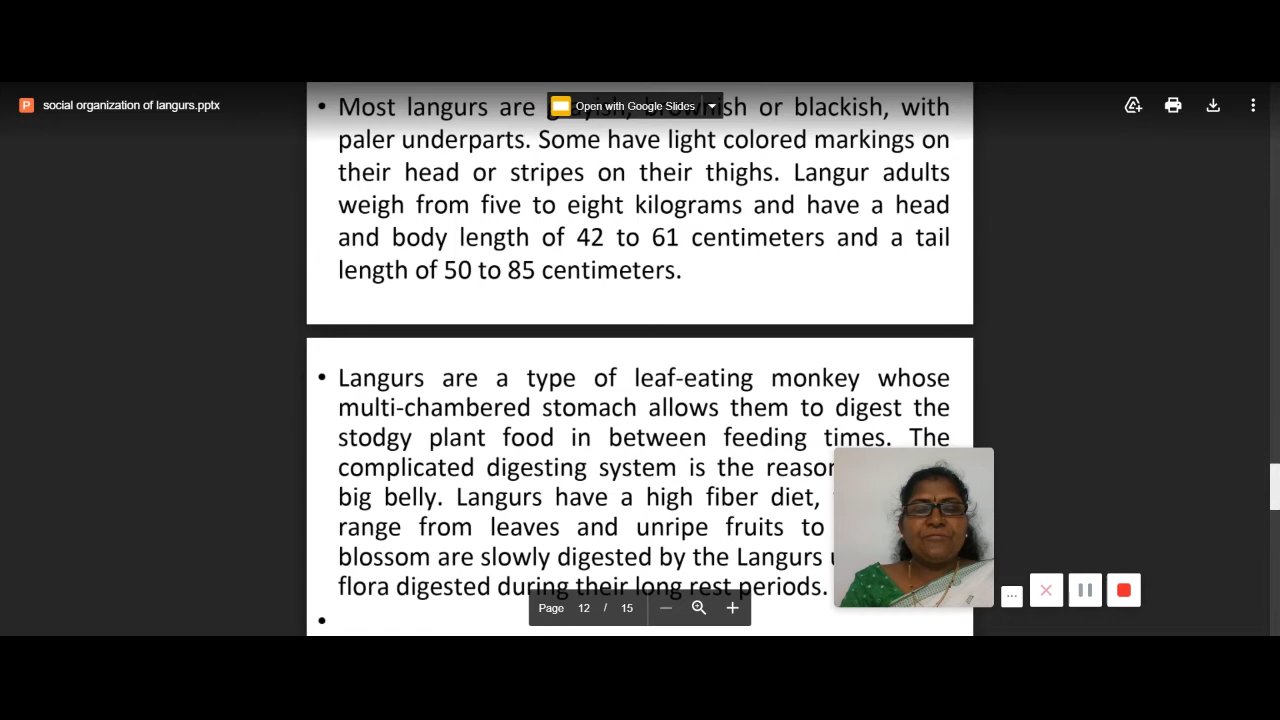 social organization of langurs.pptx
Open with Google Slides
• Most langurs are grayish, brownish or blackish, with
paler underparts. Some have light colored markings on
their head or stripes on their thighs. Langur adults
weigh from five to eight kilograms and have a head
and body length of 42 to 61 centimeters and a tail
length of 50 to 85 centimeters.
• Langurs are a type of leaf-eating monkey whose
multi-chambered stomach allows them to digest the
stodgy plant food in between feeding times. The
complicated digesting system is the reason
big belly. Langurs have a high fiber diet,
range from leaves and unripe fruits to
blossom are slowly digested by the Langurs
flora digested during their long rest periods.
•
Page 12 / 15